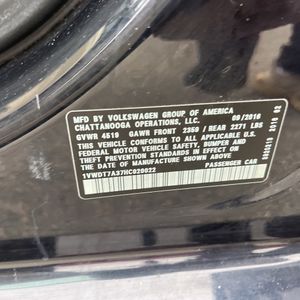 MFD BY VOLKSWAGEN GROUP OF AMERICA
CHATTANOOGA OPERATIONS, LLC. 09/2016
GVWR 4619 GAWR FRONT 2359 / REAR 2271 LBS
THIS VEHICLE CONFORMS TO ALL APPLICABLE U.S.
FEDERAL MOTOR VEHICLE SAFETY, BUMPER AND
THEFT PREVENTION STANDARDS IN EFFECT ON THE
DATE OF MANUFACTURE SHOWN ABOVE.
1VWDT7A37HC029022 PASSENGER CAR